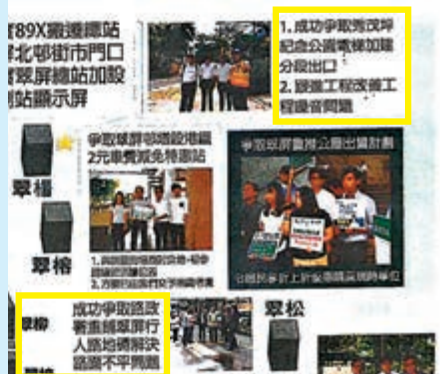 89X搬遷總站
北邨街市門口
翠屏總站加設
站顯示屏
1. 成功爭取秀茂坪
紀念公園電梯加建
分段出口
2. 跟進工程改善工
程噪音問題
爭取翠屏邨增設港鐵
2元車費減免特惠站
翠楣
翠榕
爭取翠屏重推公屋出售計劃
翠柳
成功爭取路政
署重鋪翠屏行
人路地磚解決
路面不平問題
翠松